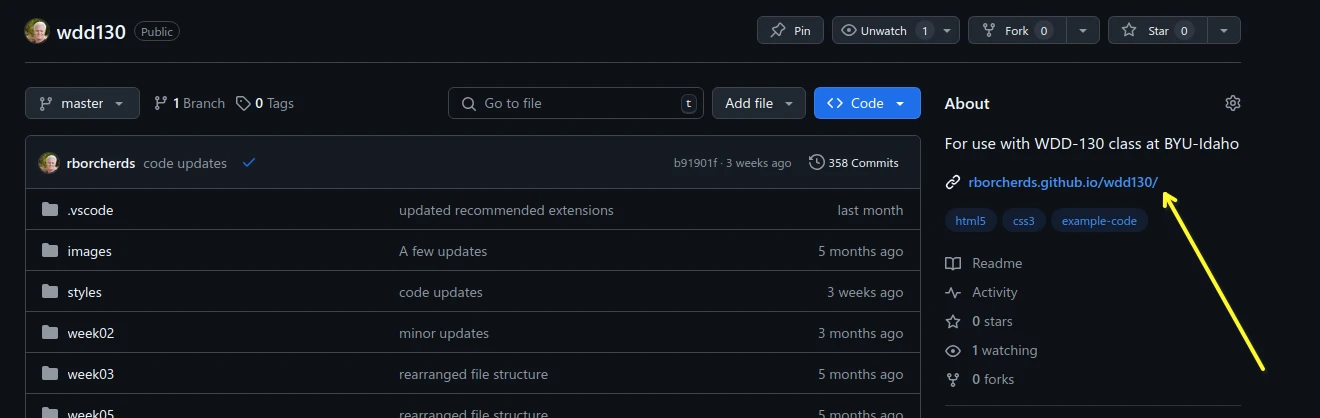 wdd130 Public
Pin Unwatch 1 Fork 0 Star 0
master 1 Branch 0 Tags Go to file t Add file Code
rborcherds code updates b91901f · 3 weeks ago 358 Commits
.vscode updated recommended extensions last month
images A few updates 5 months ago
styles code updates 3 weeks ago
week02 minor updates 3 months ago
week03 rearranged file structure 5 months ago
week05 rearranged file structure 5 months ago
About
For use with WDD-130 class at BYU-Idaho
rborcherds.github.io/wdd130/
html5 css3 example-code
Readme
Activity
0 stars
1 watching
0 forks